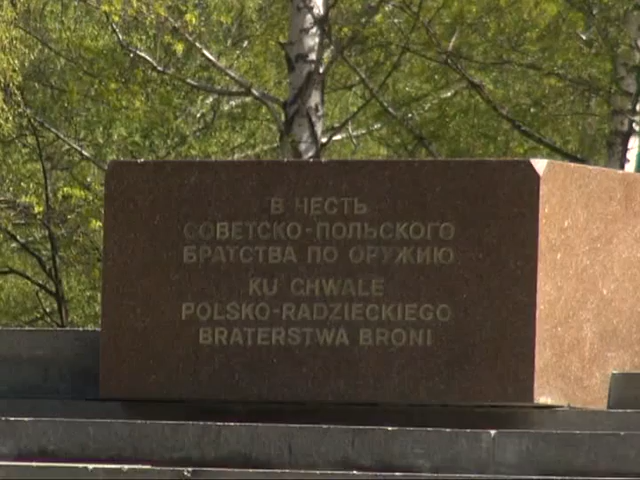 В ЧЕСТЬ
СОВЕТСКО-ПОЛЬСКОГО
БРАТСТВА ПО ОРУЖИЮ
KU CHWALE
POLSKO-RADZIECKIEGO
BRATERSTWA BRONI